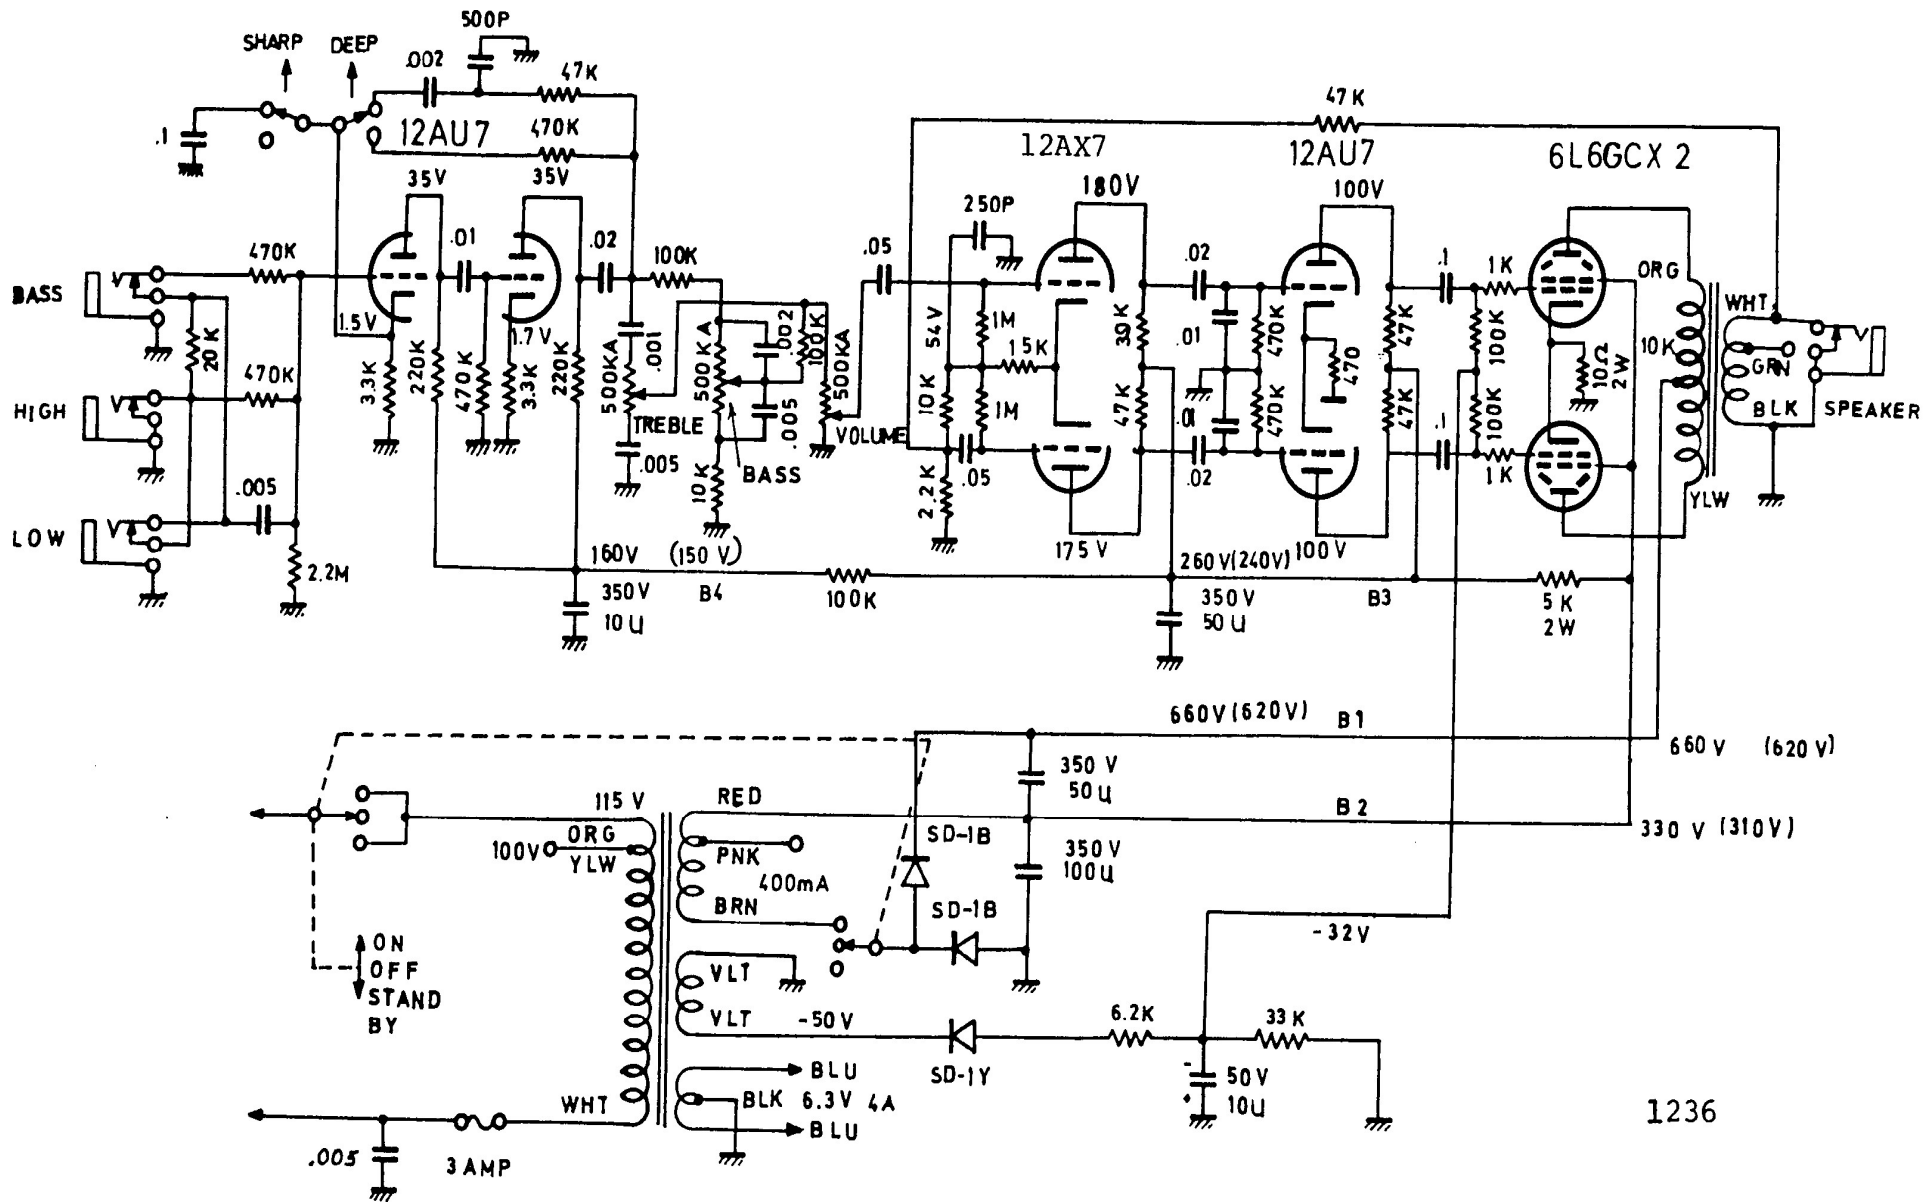 500P
SHARP
DEEP
.002
47K
.1
12AU7
470K
47K
12AX7
12AU7
6L6GCX 2
35V
35V
180V
100V
250P
.01
.02
.05
.02
.1
1K
470K
100K
ORG
BASS
WHT
1.5V
1.7V
54V
1M
39K
.01
470K
47K
100K
20K
.002
100K
10K
GRN
3.3K
220K
470K
3.3K
220K
500KA
.001
500KA
500KA
15K
470
10Ω
2W
470K
HIGH
TREBLE
.005
VOLUME
10K
1M
47K
.01
470K
47K
100K
.1
BLK
SPEAKER
.005
BASS
10K
2.2K
.05
.02
1K
YLW
.005
LOW
2.2M
160V
(150V)
175V
260V(240V)
100V
350V
10U
B4
100K
350V
50U
B3
5K
2W
660V(620V)
B1
660V
(620V)
350V
50U
115V
RED
B2
330V
(310V)
ORG
100V
YLW
PNK
400mA
SD-1B
350V
100U
BRN
SD-1B
-32V
ON
OFF
STAND
BY
VLT
VLT
-50V
6.2K
33K
SD-1Y
-
50V
+
10U
BLU
BLK
6.3V
4A
BLU
WHT
.005
3AMP
1236